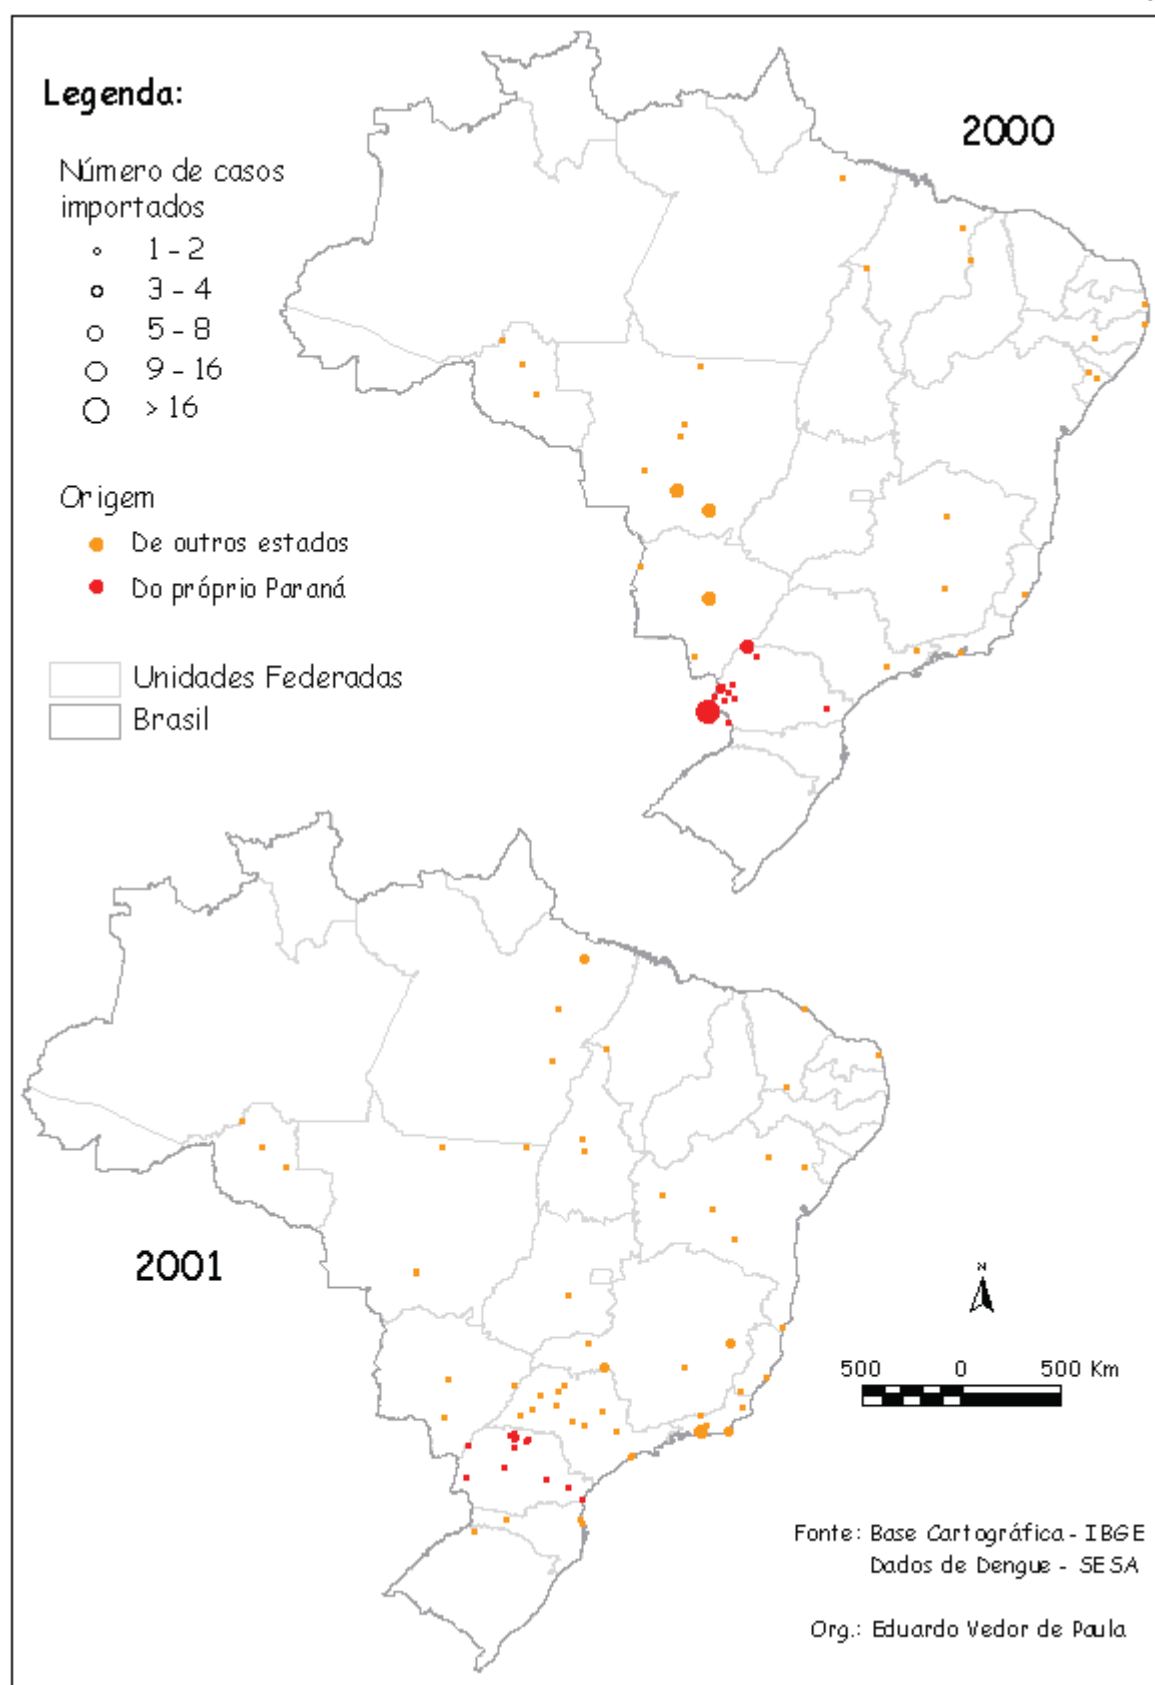 Legenda:
2000
Número de casos
importados
1 - 2
3 - 4
5 - 8
9 - 16
> 16
Origem
De outros estados
Do próprio Paraná
Unidades Federadas
Brasil
2001
N
500 0 500 Km
Fonte: Base Cartográfica - IBGE
Dados de Dengue - SESA
Org.: Eduardo Vedor de Paula